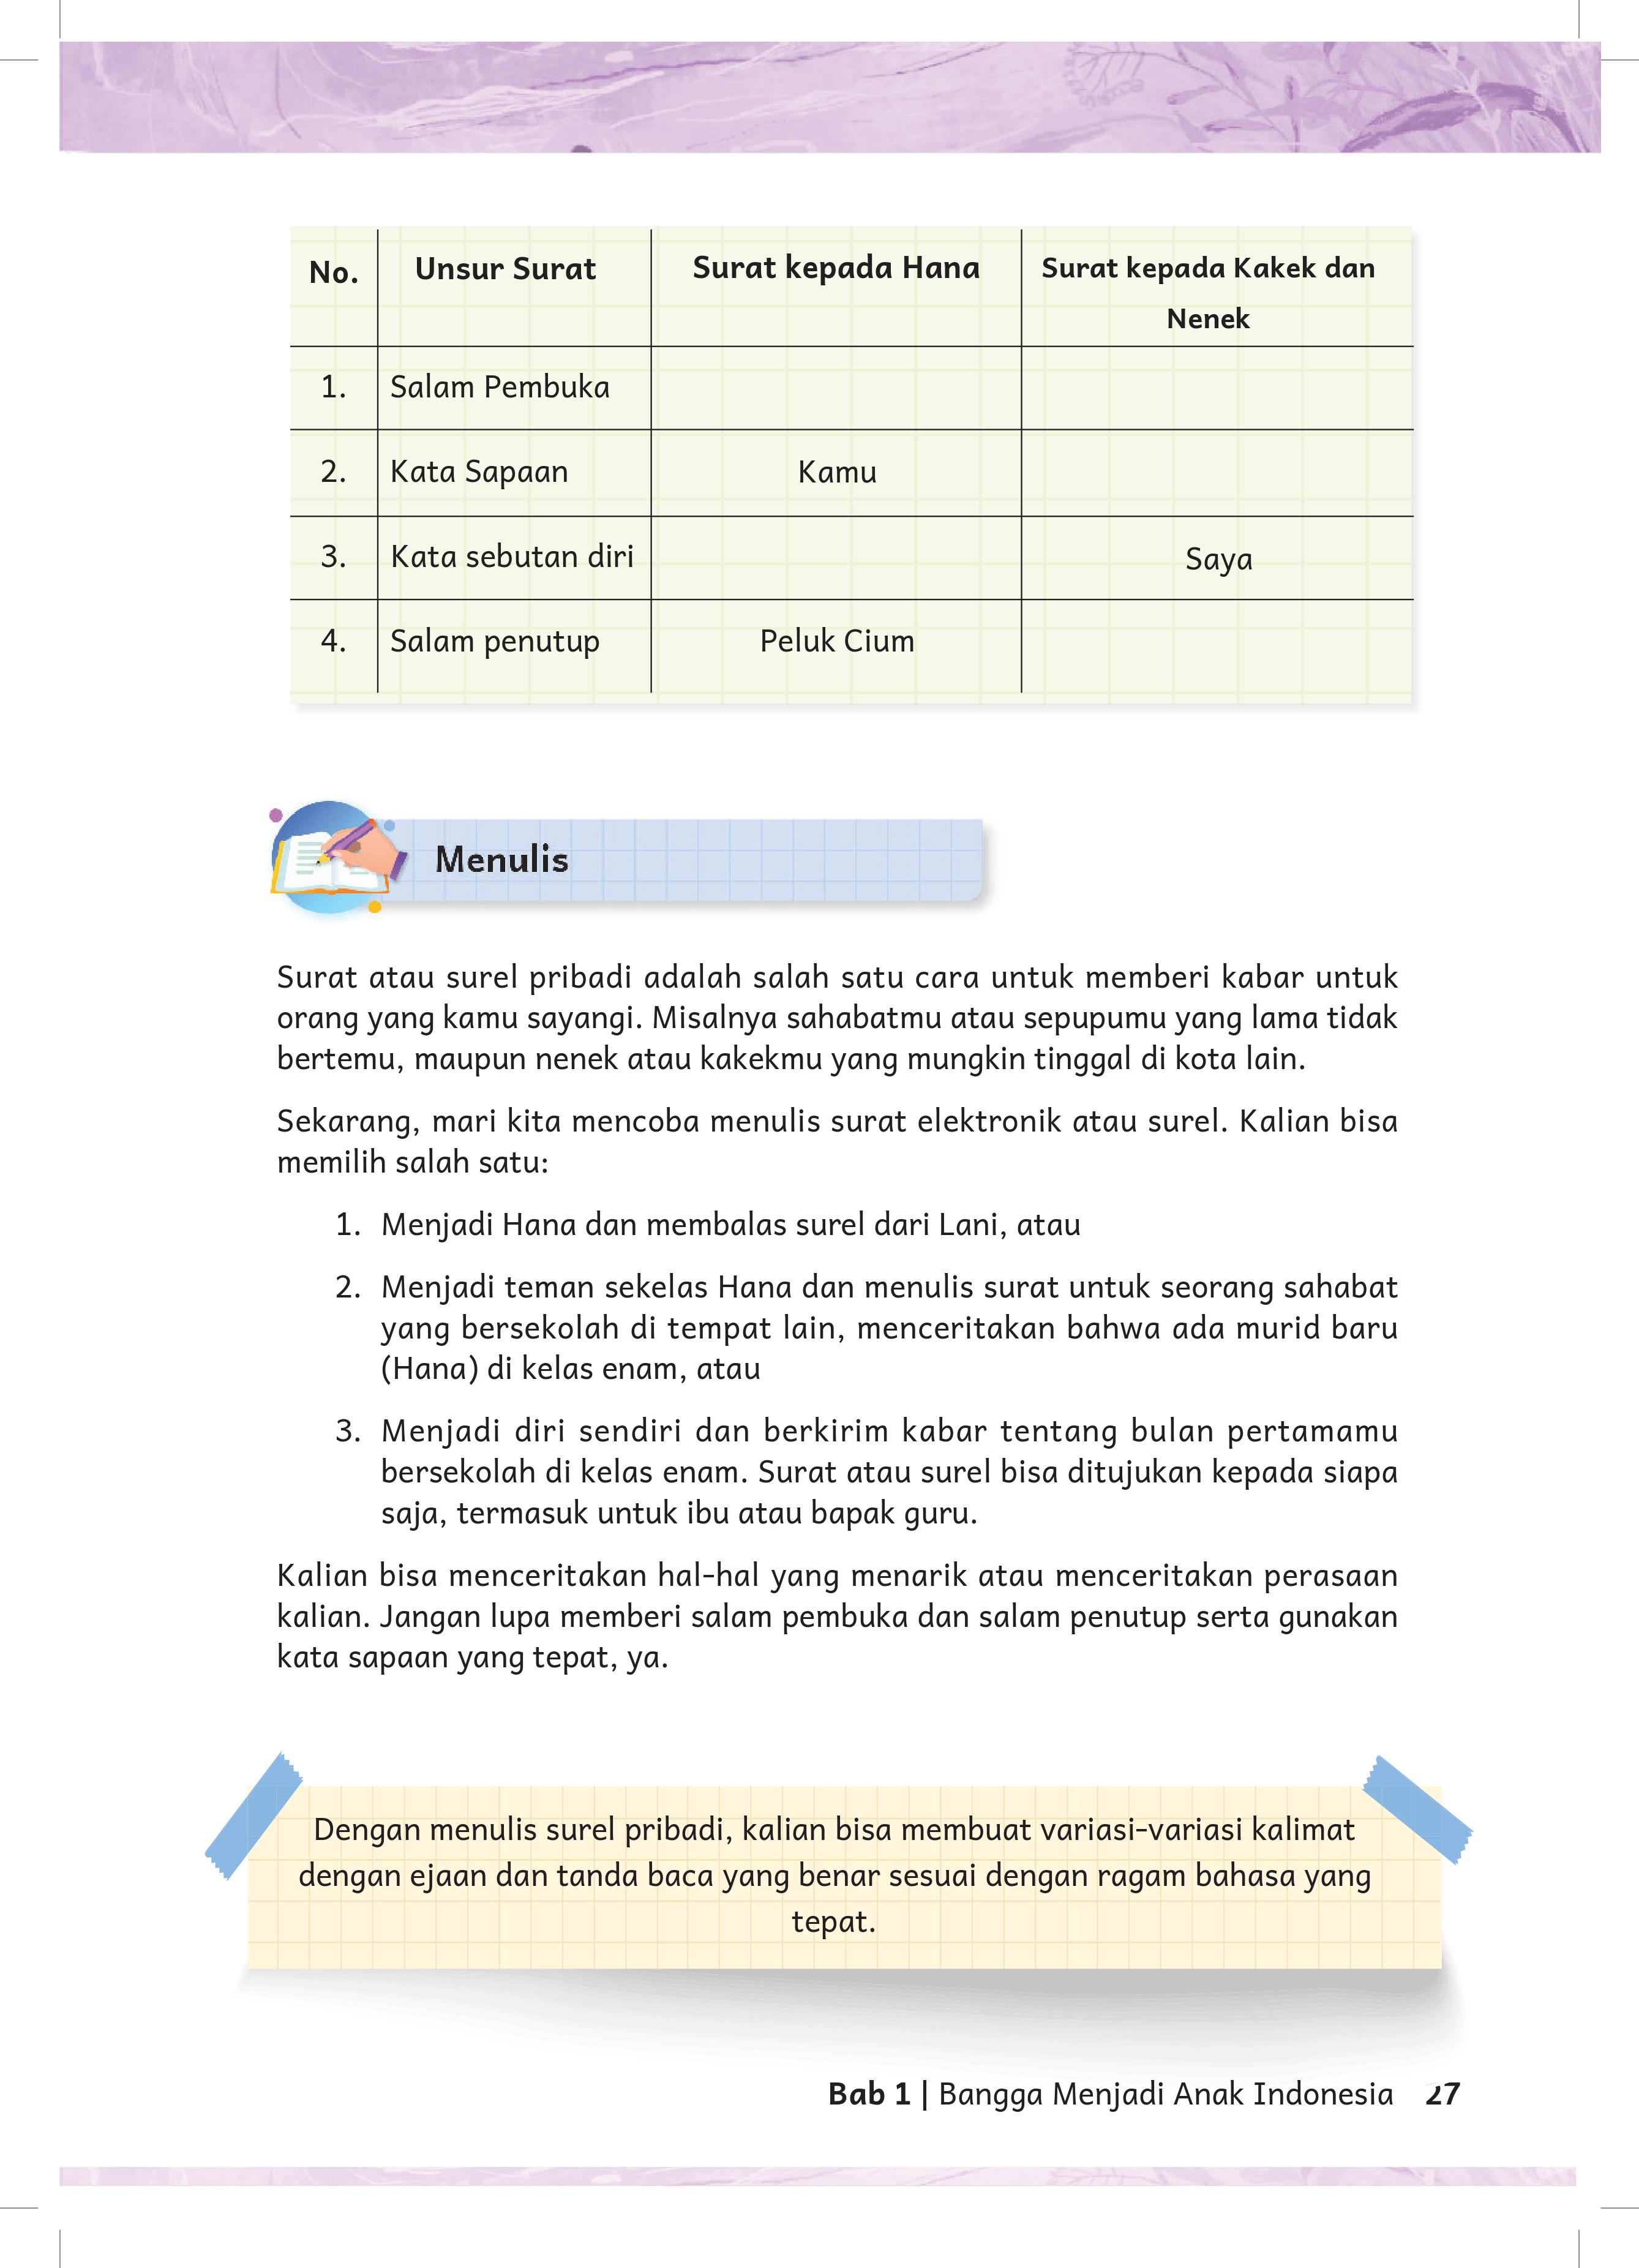 No. Unsur Surat Surat kepada Hana Surat kepada Kakek dan
Nenek
1. Salam Pembuka
2. Kata Sapaan Kamu
3. Kata sebutan diri Saya
4. Salam penutup Peluk Cium
Menulis
Surat atau surel pribadi adalah salah satu cara untuk memberi kabar untuk
orang yang kamu sayangi. Misalnya sahabatmu atau sepupumu yang lama tidak
bertemu, maupun nenek atau kakekmu yang mungkin tinggal di kota lain.
Sekarang, mari kita mencoba menulis surat elektronik atau surel. Kalian bisa
memilih salah satu:
1. Menjadi Hana dan membalas surel dari Lani, atau
2. Menjadi teman sekelas Hana dan menulis surat untuk seorang sahabat
yang bersekolah di tempat lain, menceritakan bahwa ada murid baru
(Hana) di kelas enam, atau
3. Menjadi diri sendiri dan berkirim kabar tentang bulan pertamamu
bersekolah di kelas enam. Surat atau surel bisa ditujukan kepada siapa
saja, termasuk untuk ibu atau bapak guru.
Kalian bisa menceritakan hal-hal yang menarik atau menceritakan perasaan
kalian. Jangan lupa memberi salam pembuka dan salam penutup serta gunakan
kata sapaan yang tepat, ya.
Dengan menulis surel pribadi, kalian bisa membuat variasi-variasi kalimat
dengan ejaan dan tanda baca yang benar sesuai dengan ragam bahasa yang
tepat.
Bab 1 | Bangga Menjadi Anak Indonesia 27